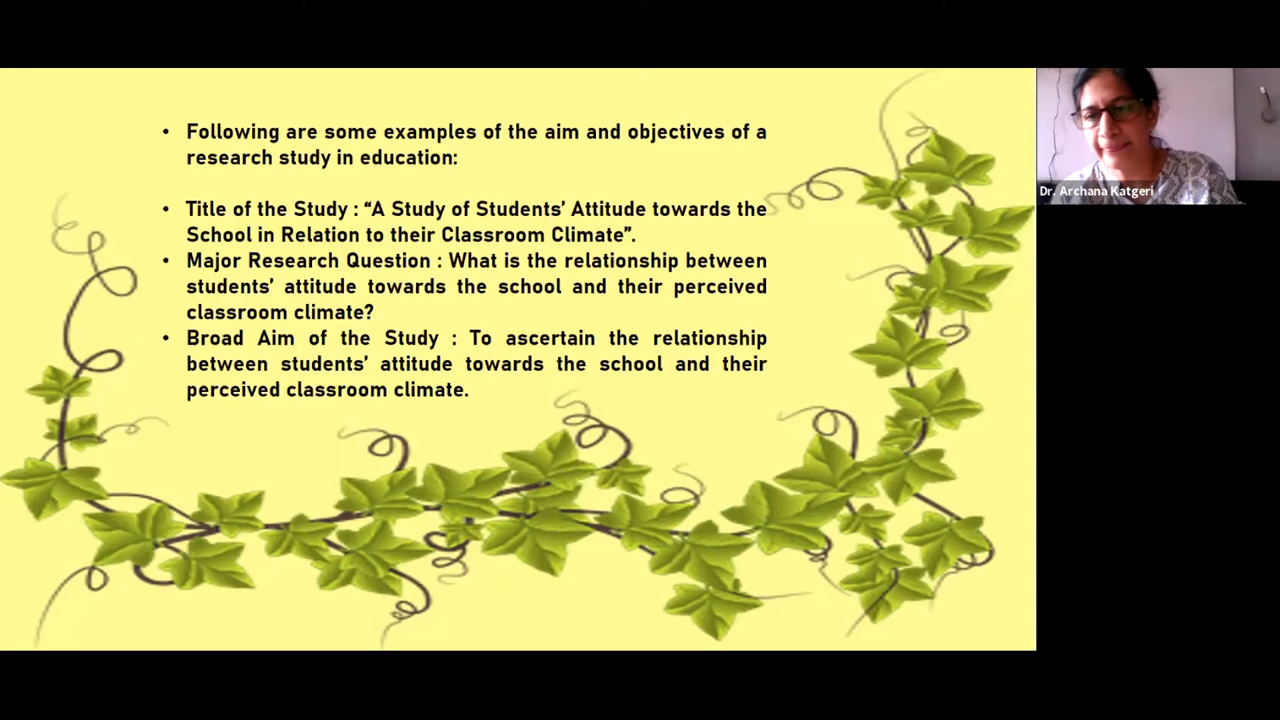 • Following are some examples of the aim and objectives of a
research study in education:
• Title of the Study : “A Study of Students’ Attitude towards the
School in Relation to their Classroom Climate”.
• Major Research Question : What is the relationship between
students’ attitude towards the school and their perceived
classroom climate?
• Broad Aim of the Study : To ascertain the relationship
between students’ attitude towards the school and their
perceived classroom climate.
Dr. Archana Katgeri